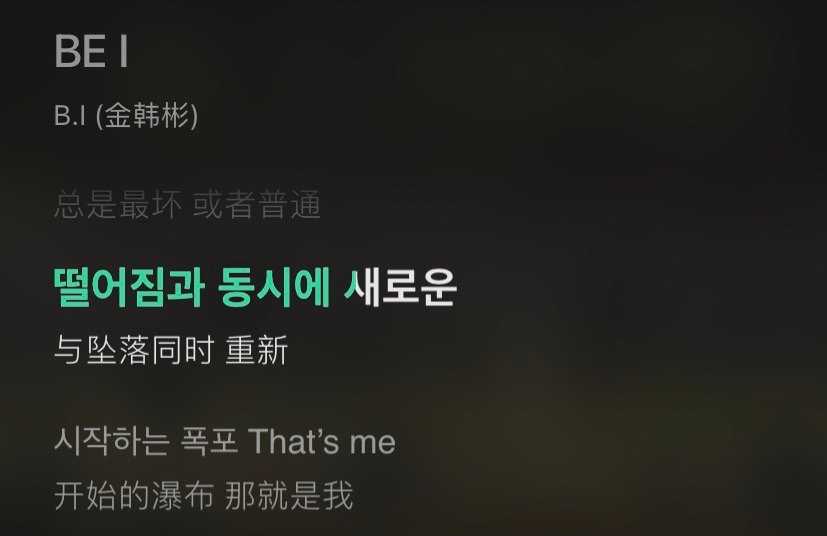 BE I
B.I (金韩彬)
总是最坏 或者普通
떨어짐과 동시에 새로운
与坠落同时 重新
시작하는 폭포 That's me
开始的瀑布 那就是我